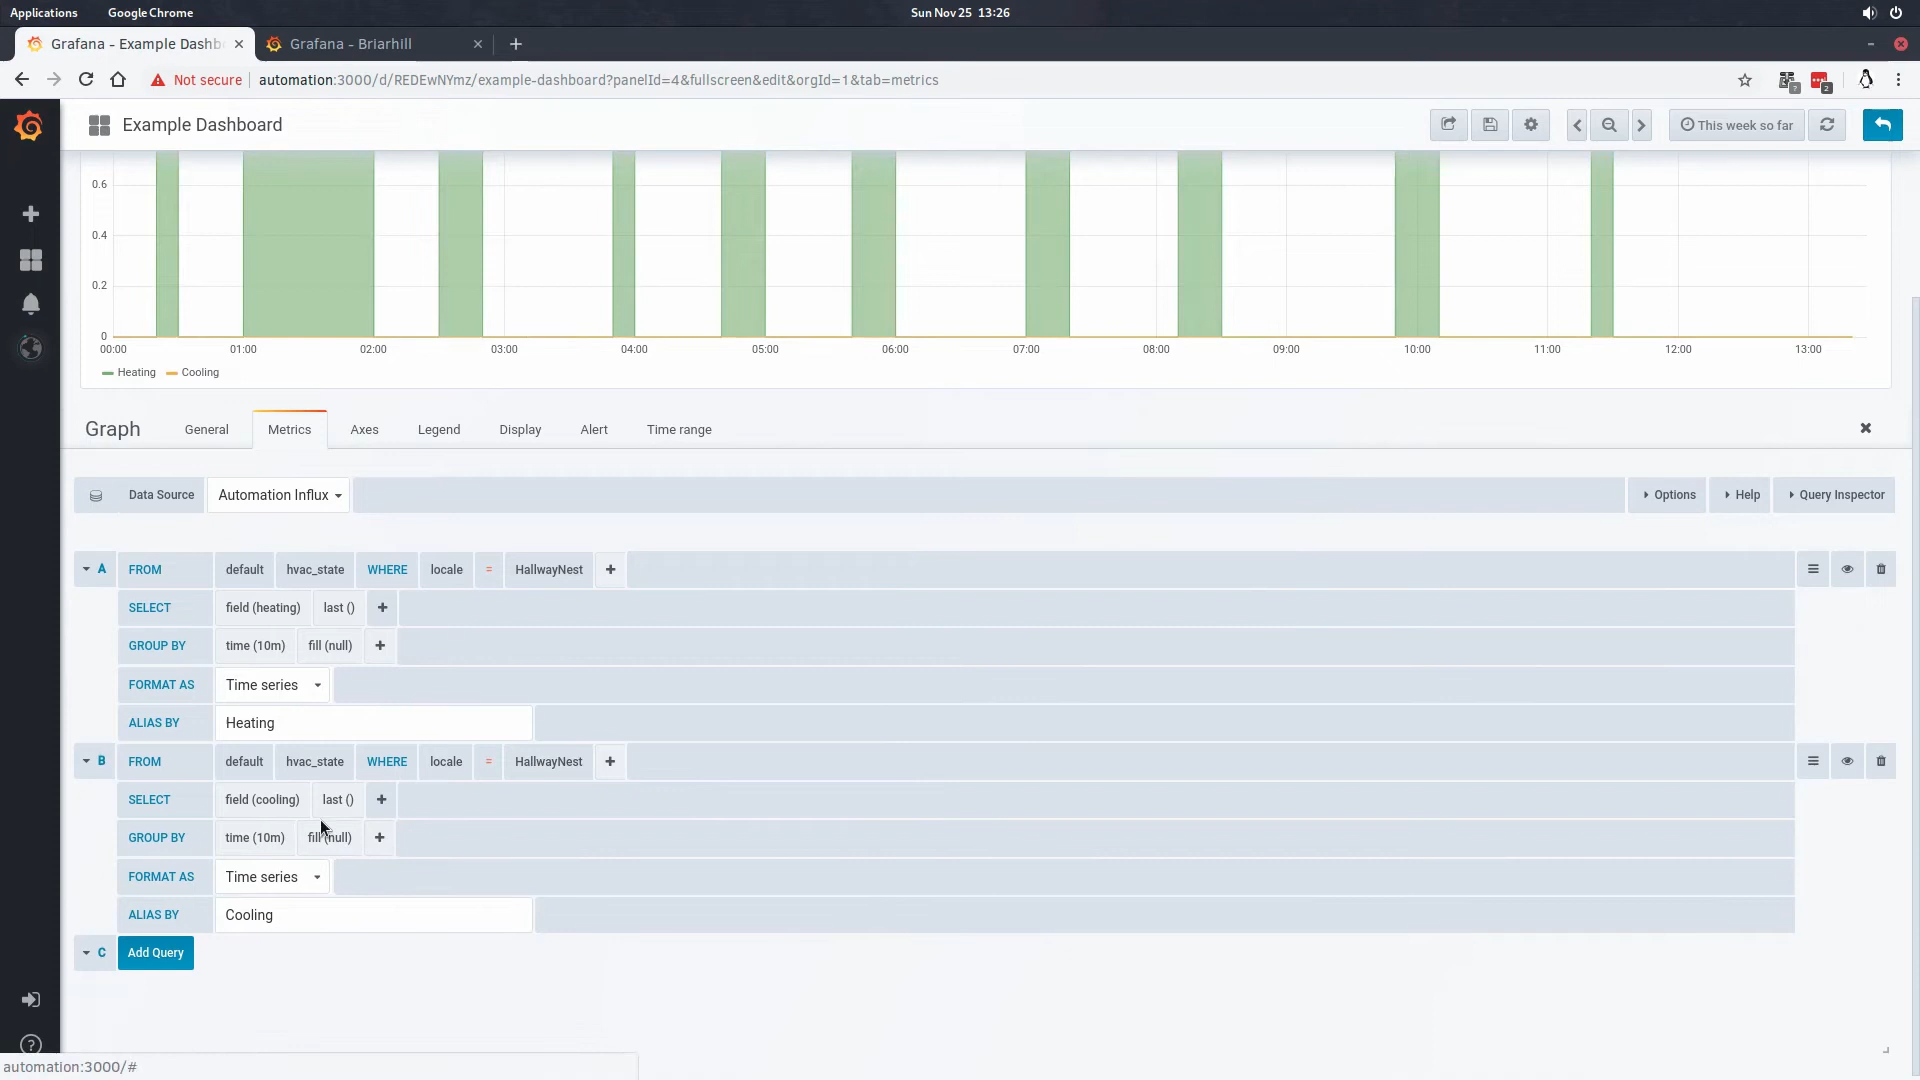 Applications Google Chrome Sun Nov 25 13:26
Grafana - Example Dashb Grafana - Briarhill
Not secure automation:3000/d/REDEwNYmz/example-dashboard?panelId=4&fullscreen&edit&orgId=1&tab=metrics
? 2
Example Dashboard This week so far
0.6
0.4
0.2
0
00:00 01:00 02:00 03:00 04:00 05:00 06:00 07:00 08:00 09:00 10:00 11:00 12:00 13:00
Heating Cooling
Graph General Metrics Axes Legend Display Alert Time range
Data Source Automation Influx Options Help Query Inspector
A FROM default hvac_state WHERE locale = HallwayNest +
SELECT field (heating) last () +
GROUP BY time (10m) fill (null) +
FORMAT AS Time series
ALIAS BY Heating
B FROM default hvac_state WHERE locale = HallwayNest +
SELECT field (cooling) last () +
GROUP BY time (10m) fill (null) +
FORMAT AS Time series
ALIAS BY Cooling
C Add Query
automation:3000/#